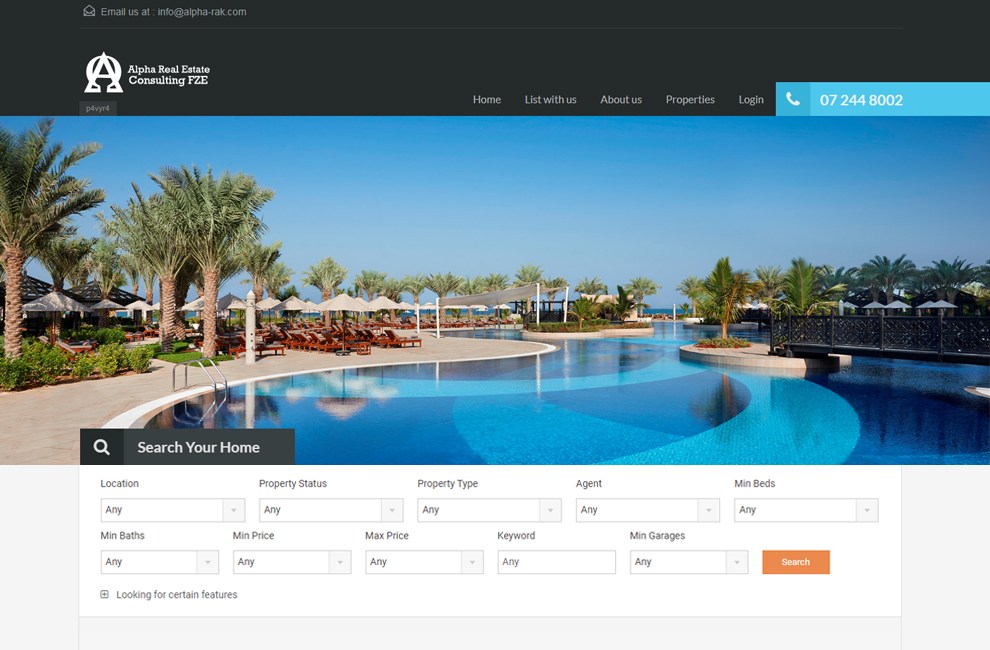 Email us at : info@alpha-rak.com
Alpha Real Estate
Consulting FZE
p4vyr4
Home List with us About us Properties Login 07 244 8002
Search Your Home
Location Property Status Property Type Agent Min Beds
Any Any Any Any Any
Min Baths Min Price Max Price Keyword Min Garages
Any Any Any Any Any Search
Looking for certain features